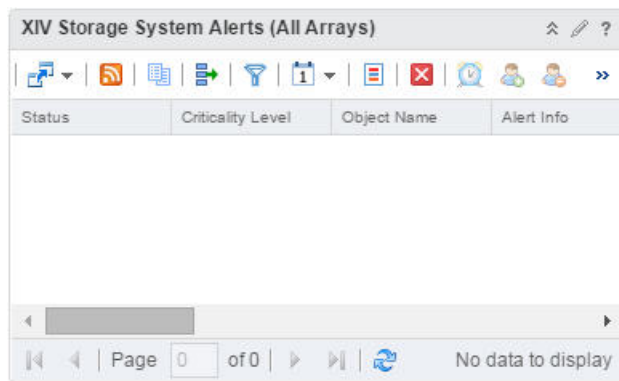 XIV Storage System Alerts (All Arrays) ?
1 »
Status Criticality Level Object Name Alert Info
Page 0 of 0 No data to display